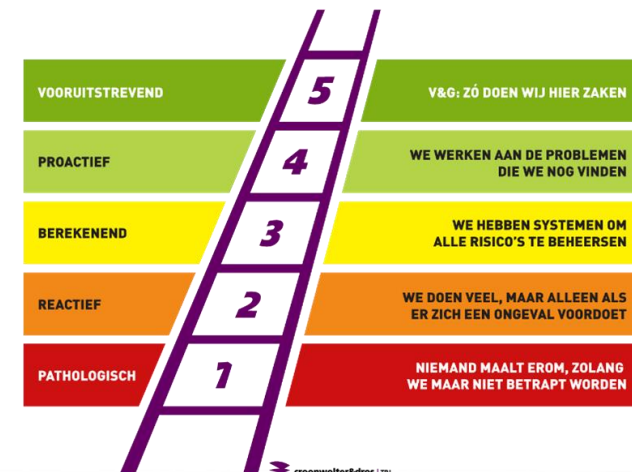 VOORUITSTREVEND
5
V&G: ZÓ DOEN WIJ HIER ZAKEN
PROACTIEF
4
WE WERKEN AAN DE PROBLEMEN
DIE WE NOG VINDEN
BEREKENEND
3
WE HEBBEN SYSTEMEN OM
ALLE RISICO'S TE BEHEERSEN
REACTIEF
2
WE DOEN VEEL, MAAR ALLEEN ALS
ER ZICH EEN ONGEVAL VOORDOET
PATHOLOGISCH
1
NIEMAND MAALT EROM, ZOLANG
WE MAAR NIET BETRAPT WORDEN